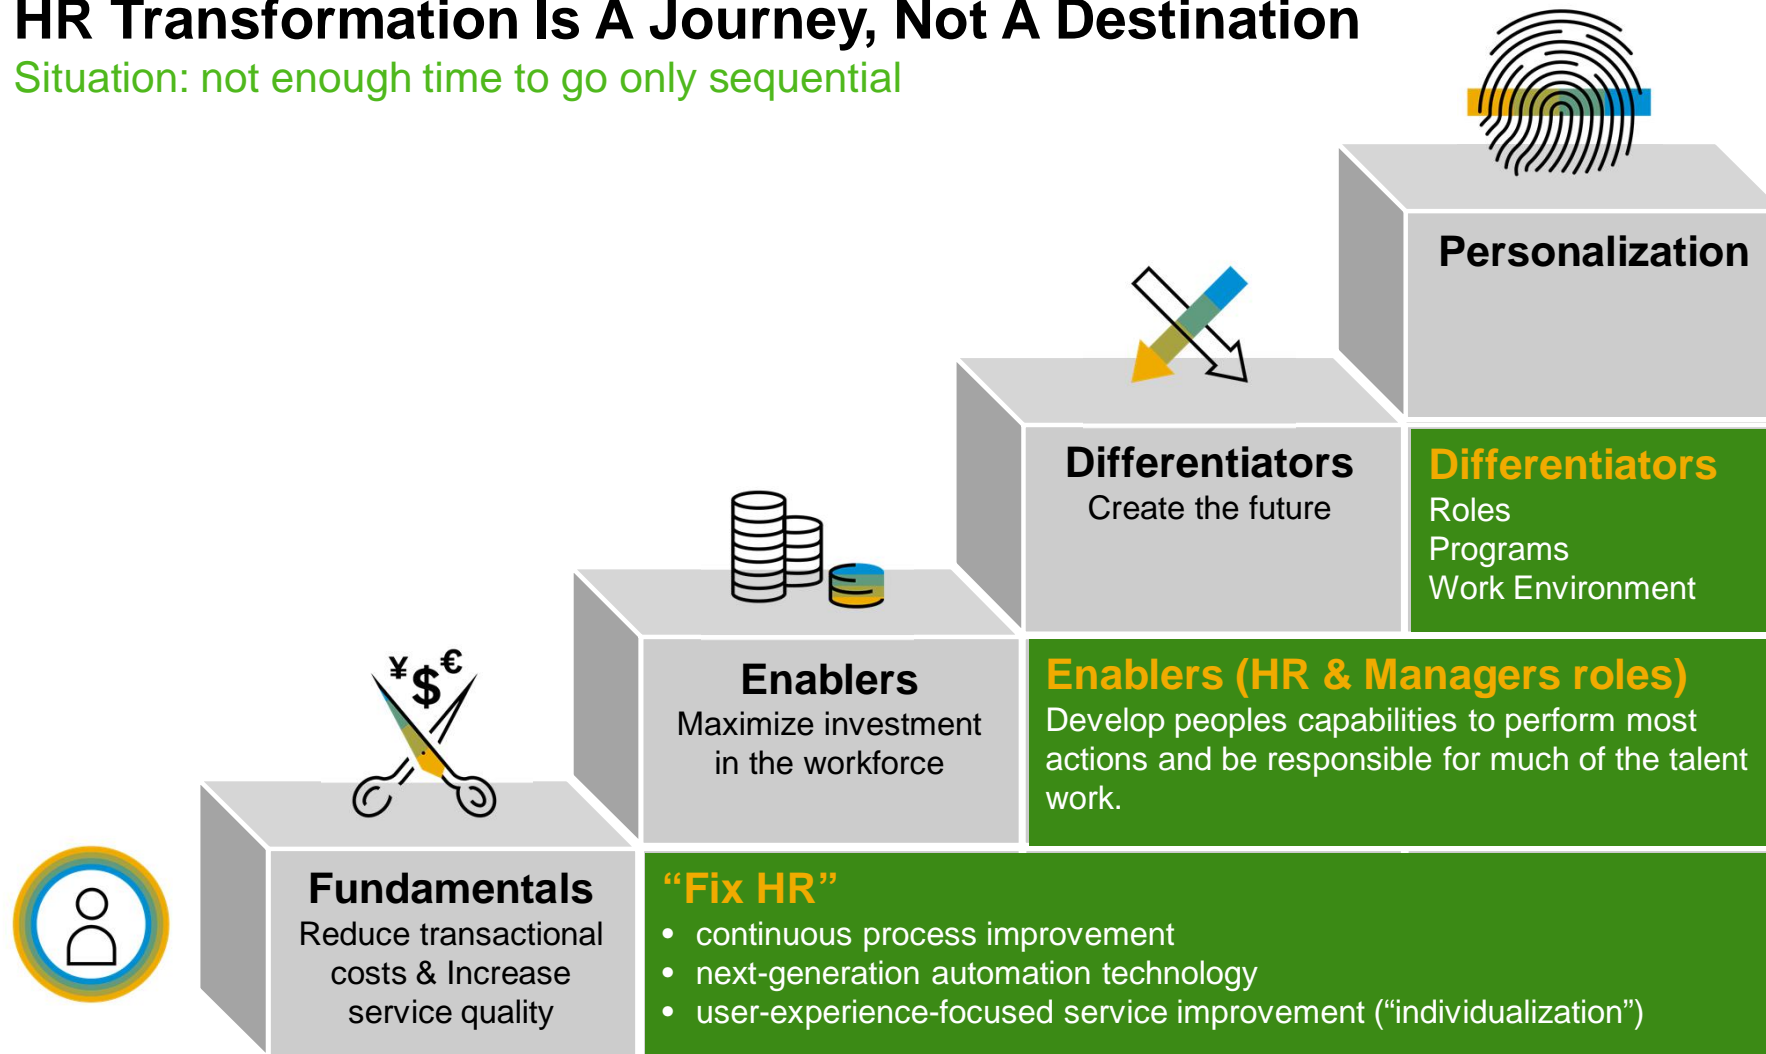 HR Transformation Is A Journey, Not A Destination
Situation: not enough time to go only sequential
Personalization
Differentiators
Create the future
Differentiators
Roles
Programs
Work Environment
¥$€
Enablers
Maximize investment
in the workforce
Enablers (HR & Managers roles)
Develop peoples capabilities to perform most
actions and be responsible for much of the talent
work.
Fundamentals
Reduce transactional
costs & Increase
service quality
“Fix HR”
• continuous process improvement
• next-generation automation technology
• user-experience-focused service improvement (“individualization”)